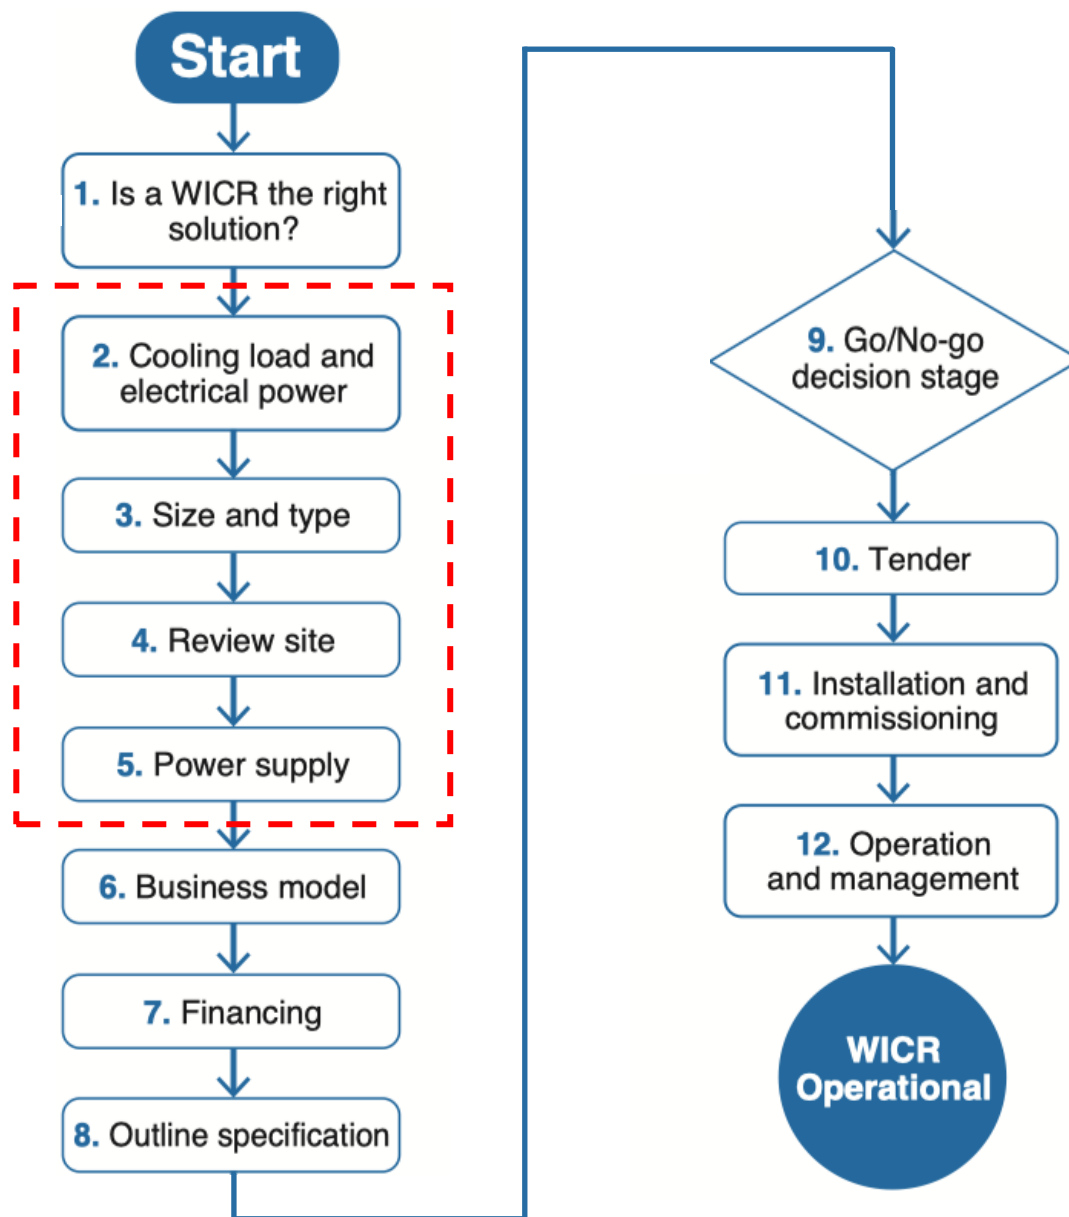 Start
1. Is a WICR the right
solution?
2. Cooling load and
electrical power
3. Size and type
4. Review site
5. Power supply
6. Business model
7. Financing
8. Outline specification
9. Go/No-go
decision stage
10. Tender
11. Installation and
commissioning
12. Operation
and management
WICR
Operational